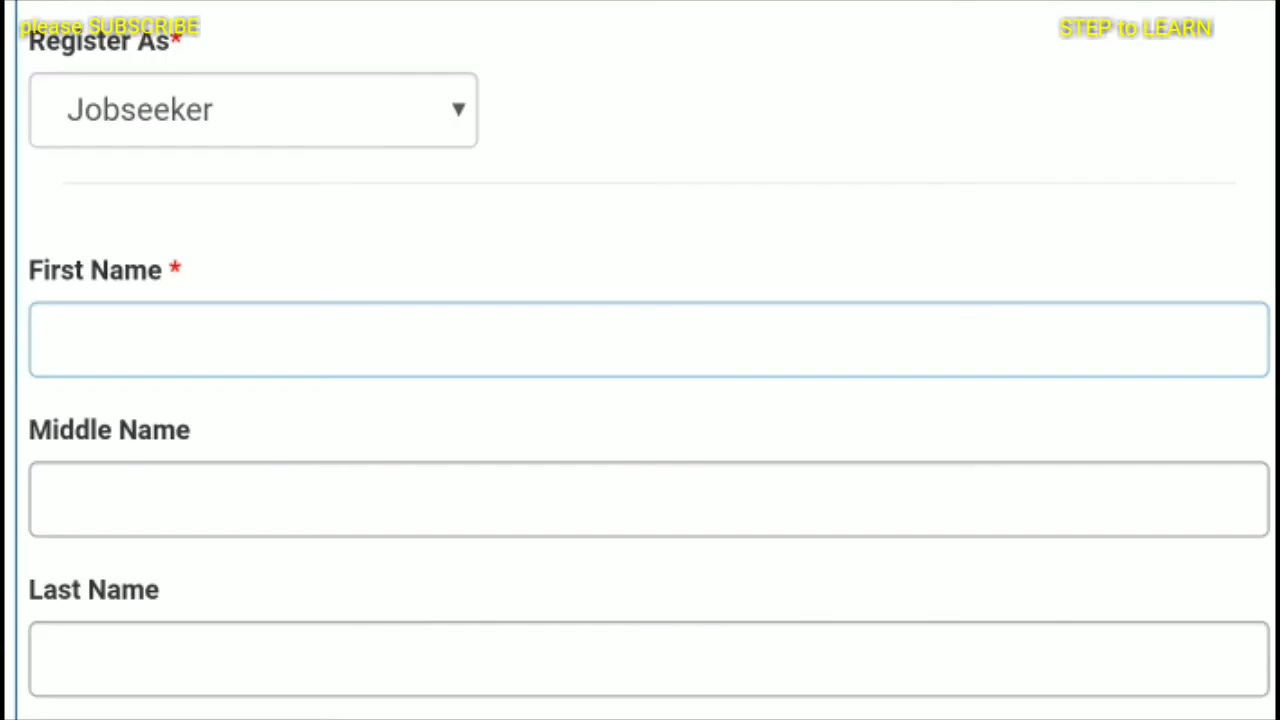 please SUBSCRIBE
STEP to LEARN
Register As*
Jobseeker
First Name *
Middle Name
Last Name